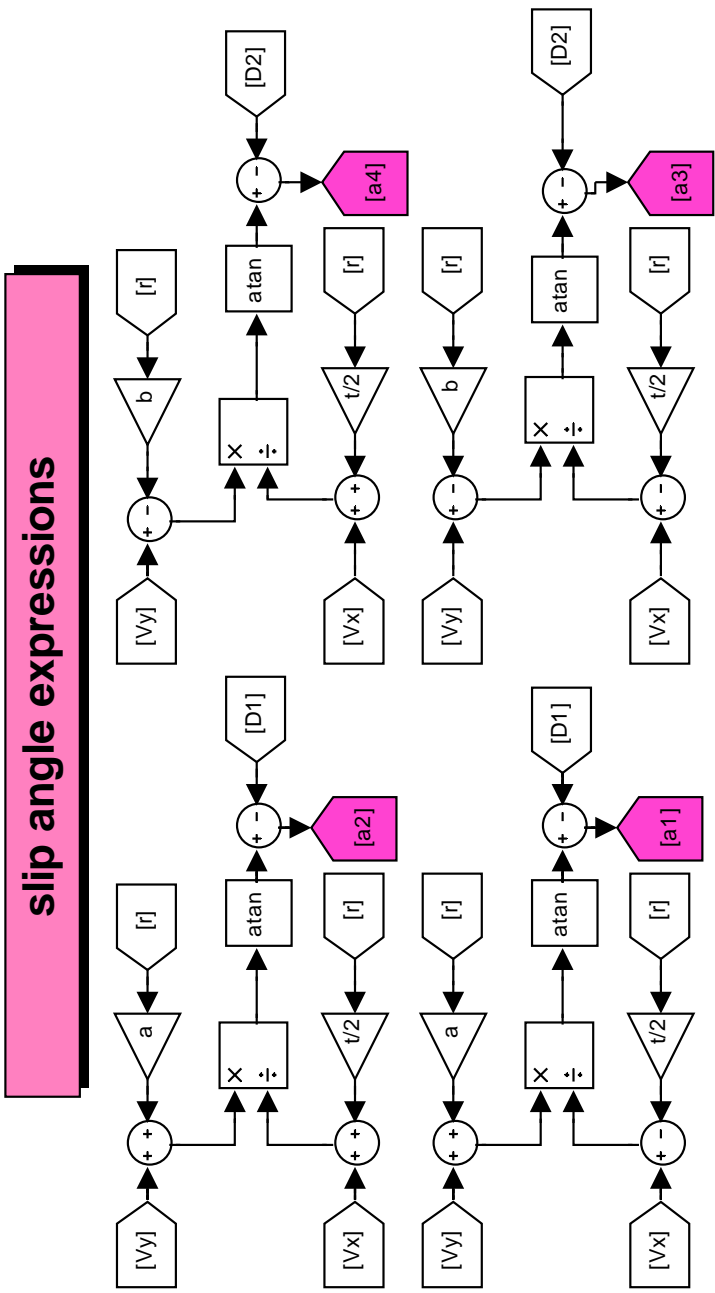 slip angle expressions
[Vy] + + a [r] [Vy] + - b [r]
× ÷ atan + - [D1] × ÷ atan + - [D2]
[Vx] + + t/2 [r] [a2] [Vx] + + t/2 [r] [a4]
[Vy] + + a [r] [Vy] + - b [r]
× ÷ atan + - [D1] × ÷ atan + - [D2]
[Vx] + - t/2 [r] [a1] [Vx] + - t/2 [r] [a3]